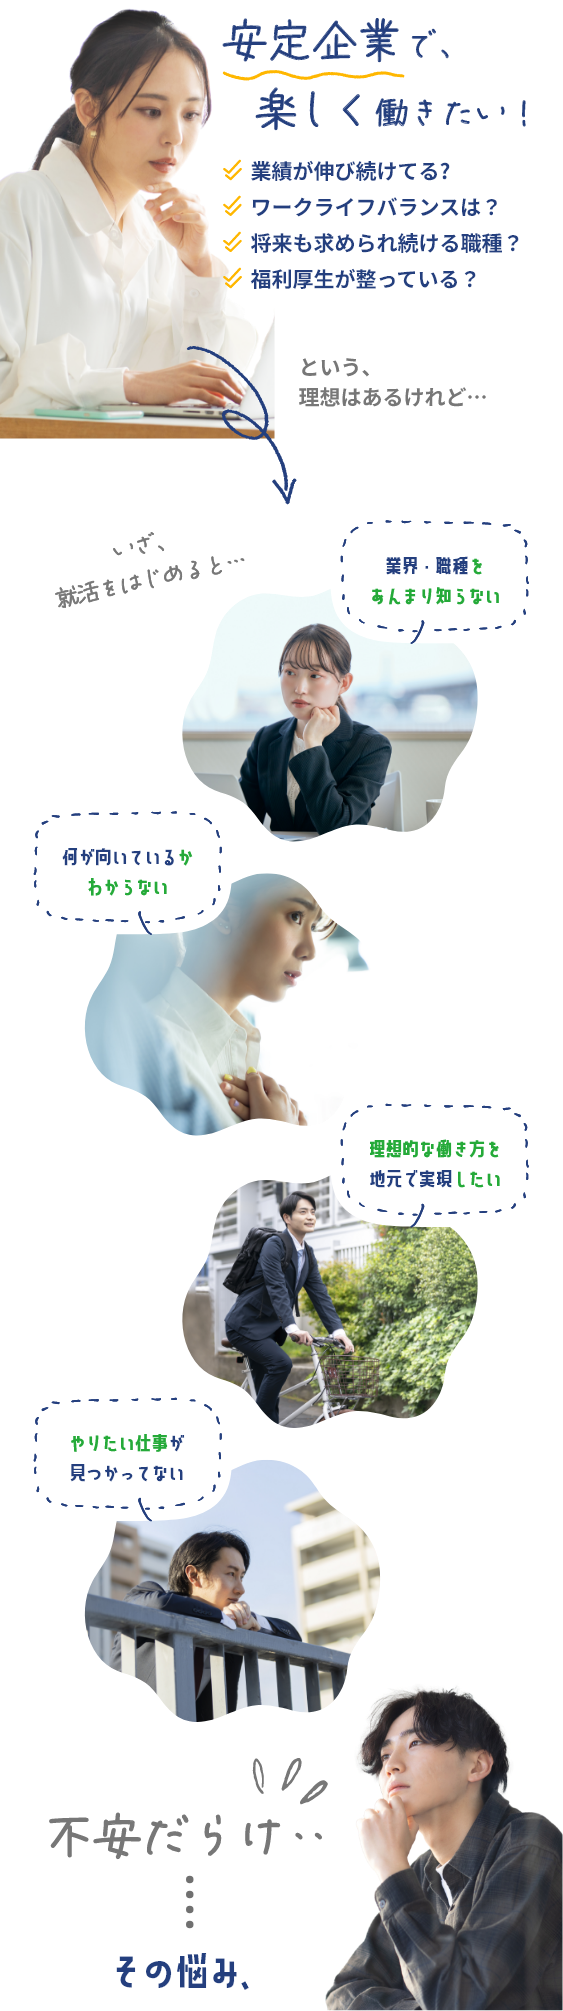 安定企業で、
楽しく働きたい!
業績が伸び続けてる?
ワークライフバランスは？
将来も求められ続ける職種？
福利厚生が整っている？
という、
理想はあるけれど…
いざ、
就活をはじめると…
業界・職種を
あんまり知らない
何が向いているか
わからない
理想的な働き方を
地元で実現したい
やりたい仕事が
見つかってない
不安だらけ‥
その悩み、